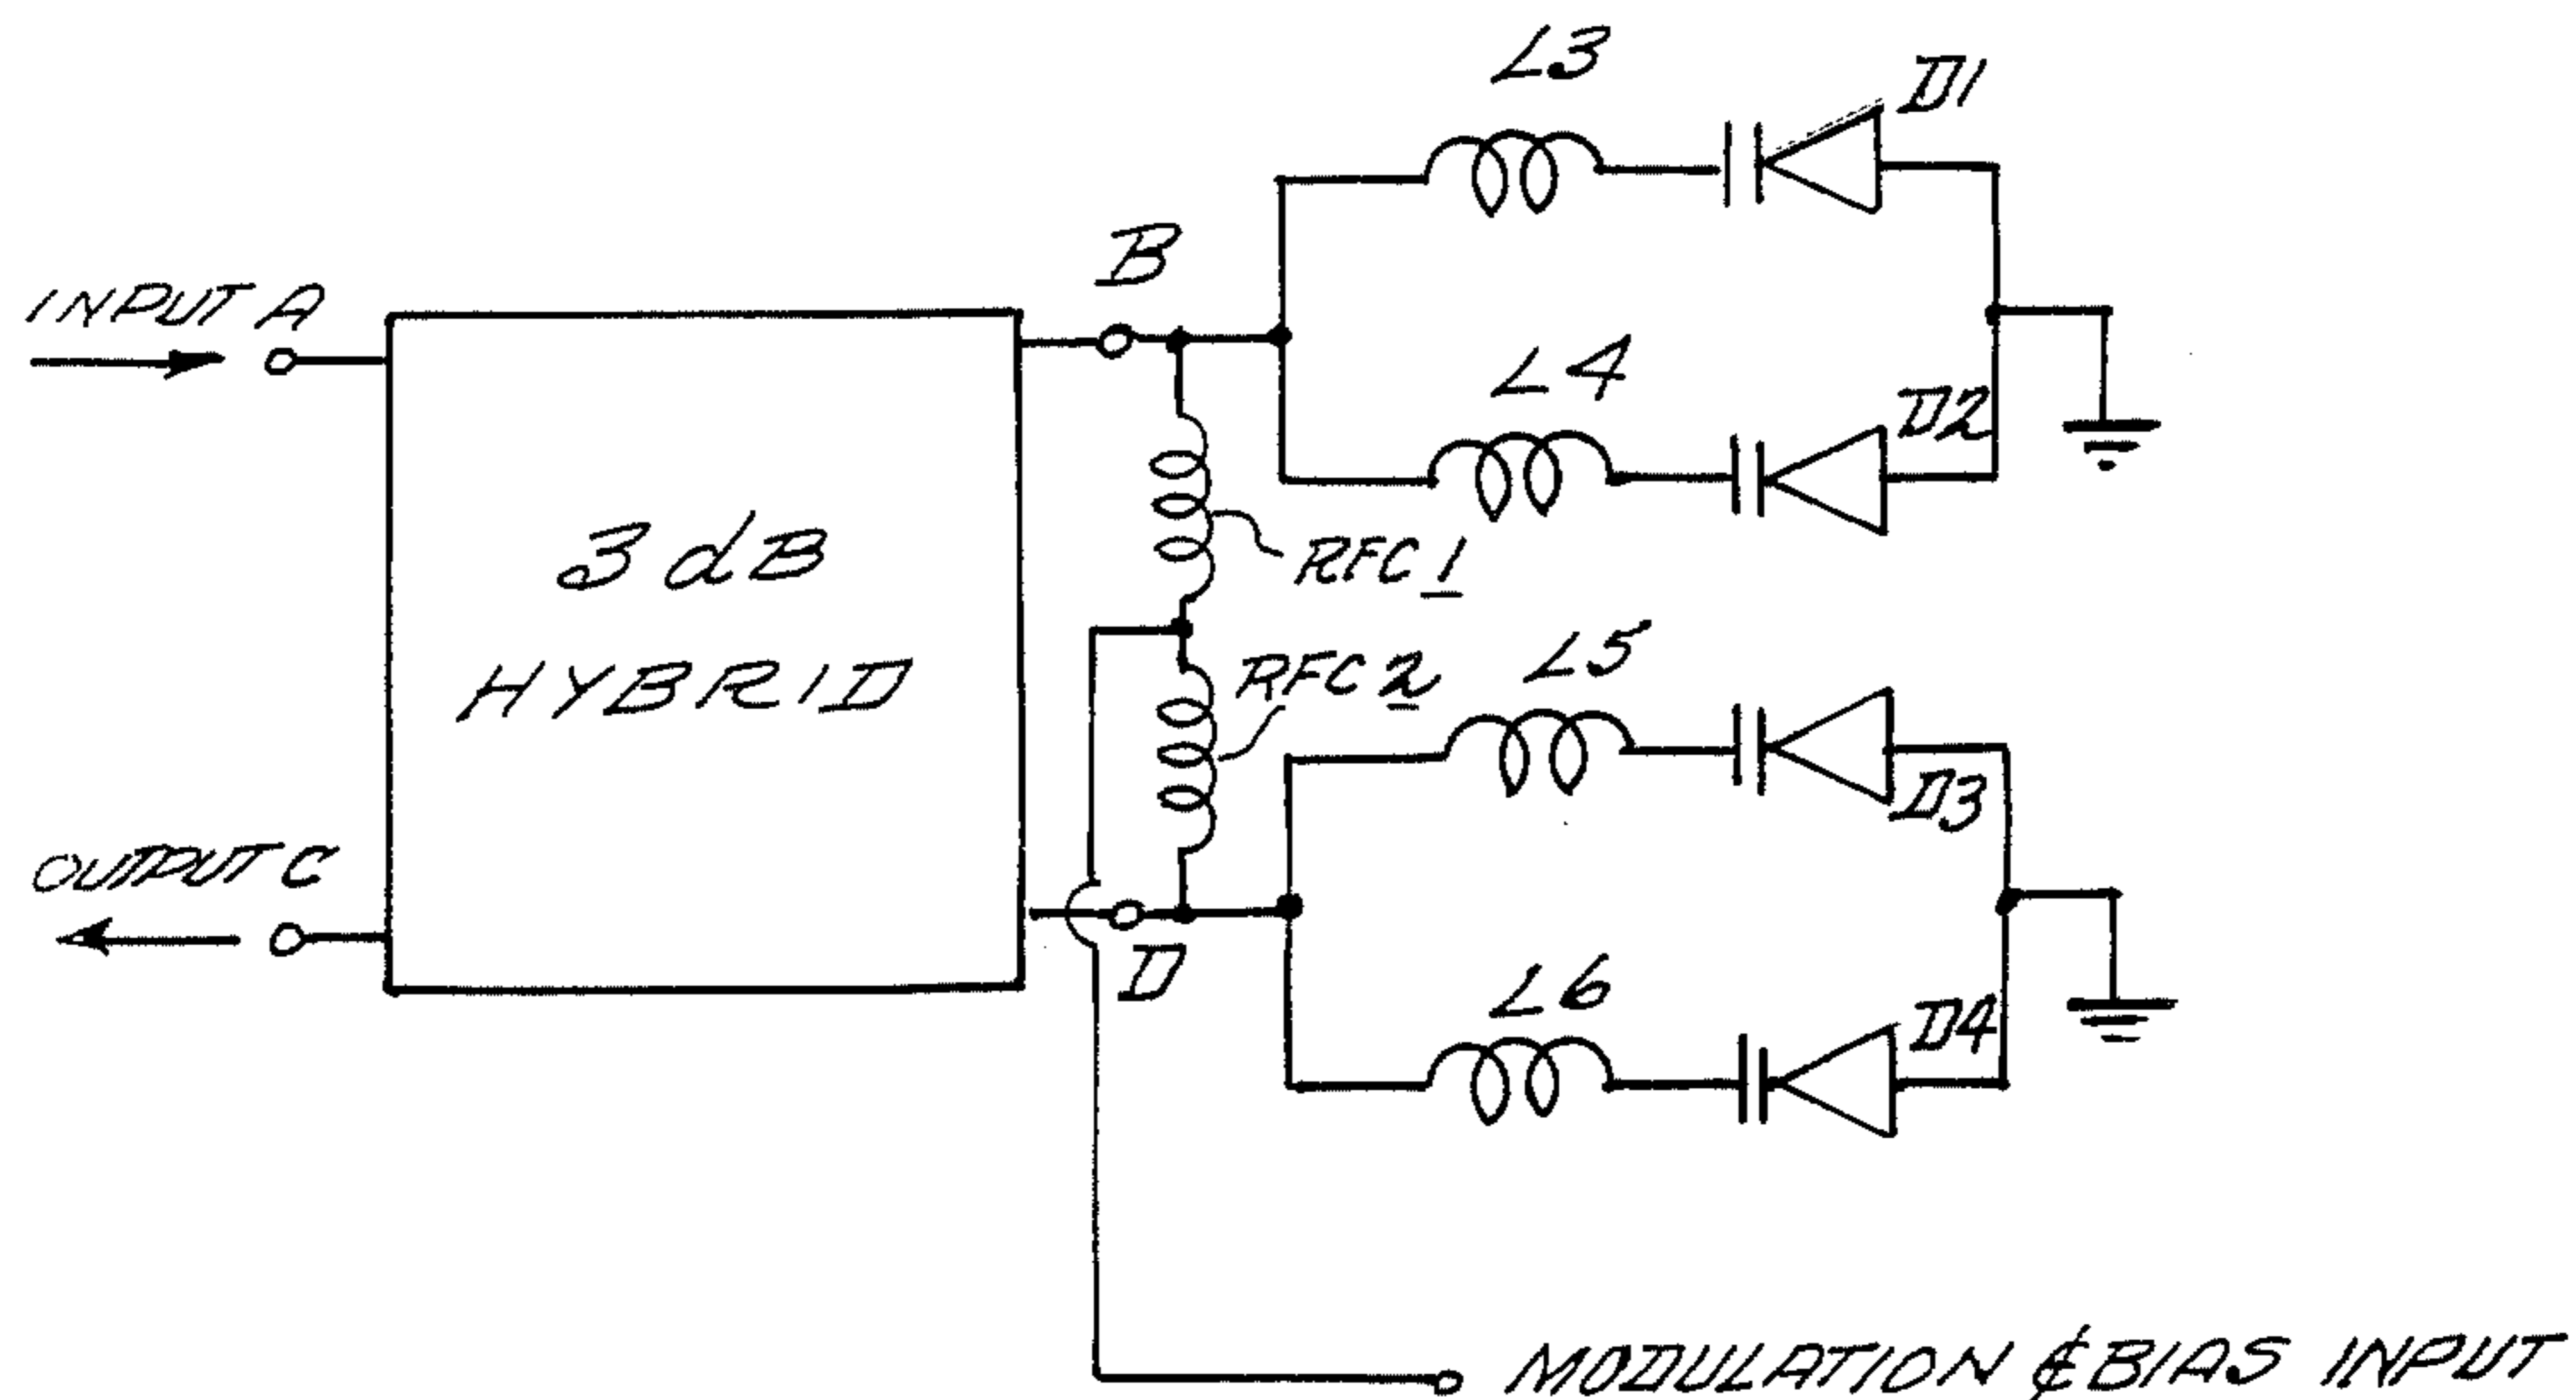 L3
D1
B
INPUT A
L4
D2
3 dB
HYBRID
RFC 1
L5
RFC 2
D3
OUTPUT C
D
L6
D4
MODULATION & BIAS INPUT